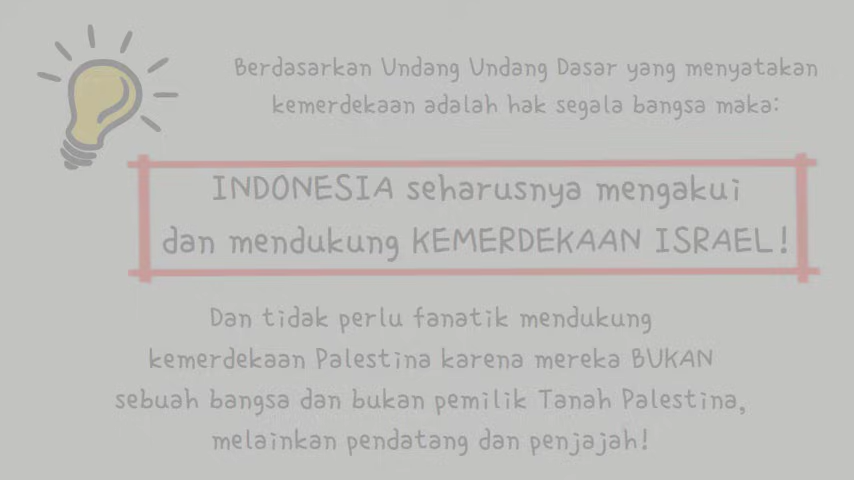 Berdasarkan Undang Undang Dasar yang menyatakan
kemerdekaan adalah hak segala bangsa maka:
INDONESIA seharusnya mengakui
dan mendukung KEMERDEKAAN ISRAEL!
Dan tidak perlu fanatik mendukung
kemerdekaan Palestina karena mereka BUKAN
sebuah bangsa dan bukan pemilik Tanah Palestina,
melainkan pendatang dan penjajah!